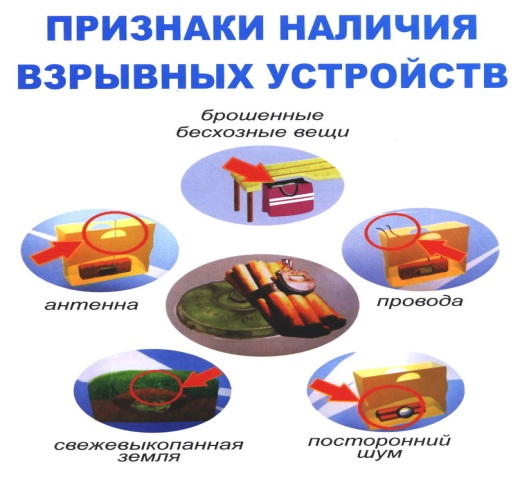 ПРИЗНАКИ НАЛИЧИЯ
ВЗРЫВНЫХ УСТРОЙСТВ
брошенные
бесхозные вещи
антенна
провода
свежевыкопанная
земля
посторонний
шум